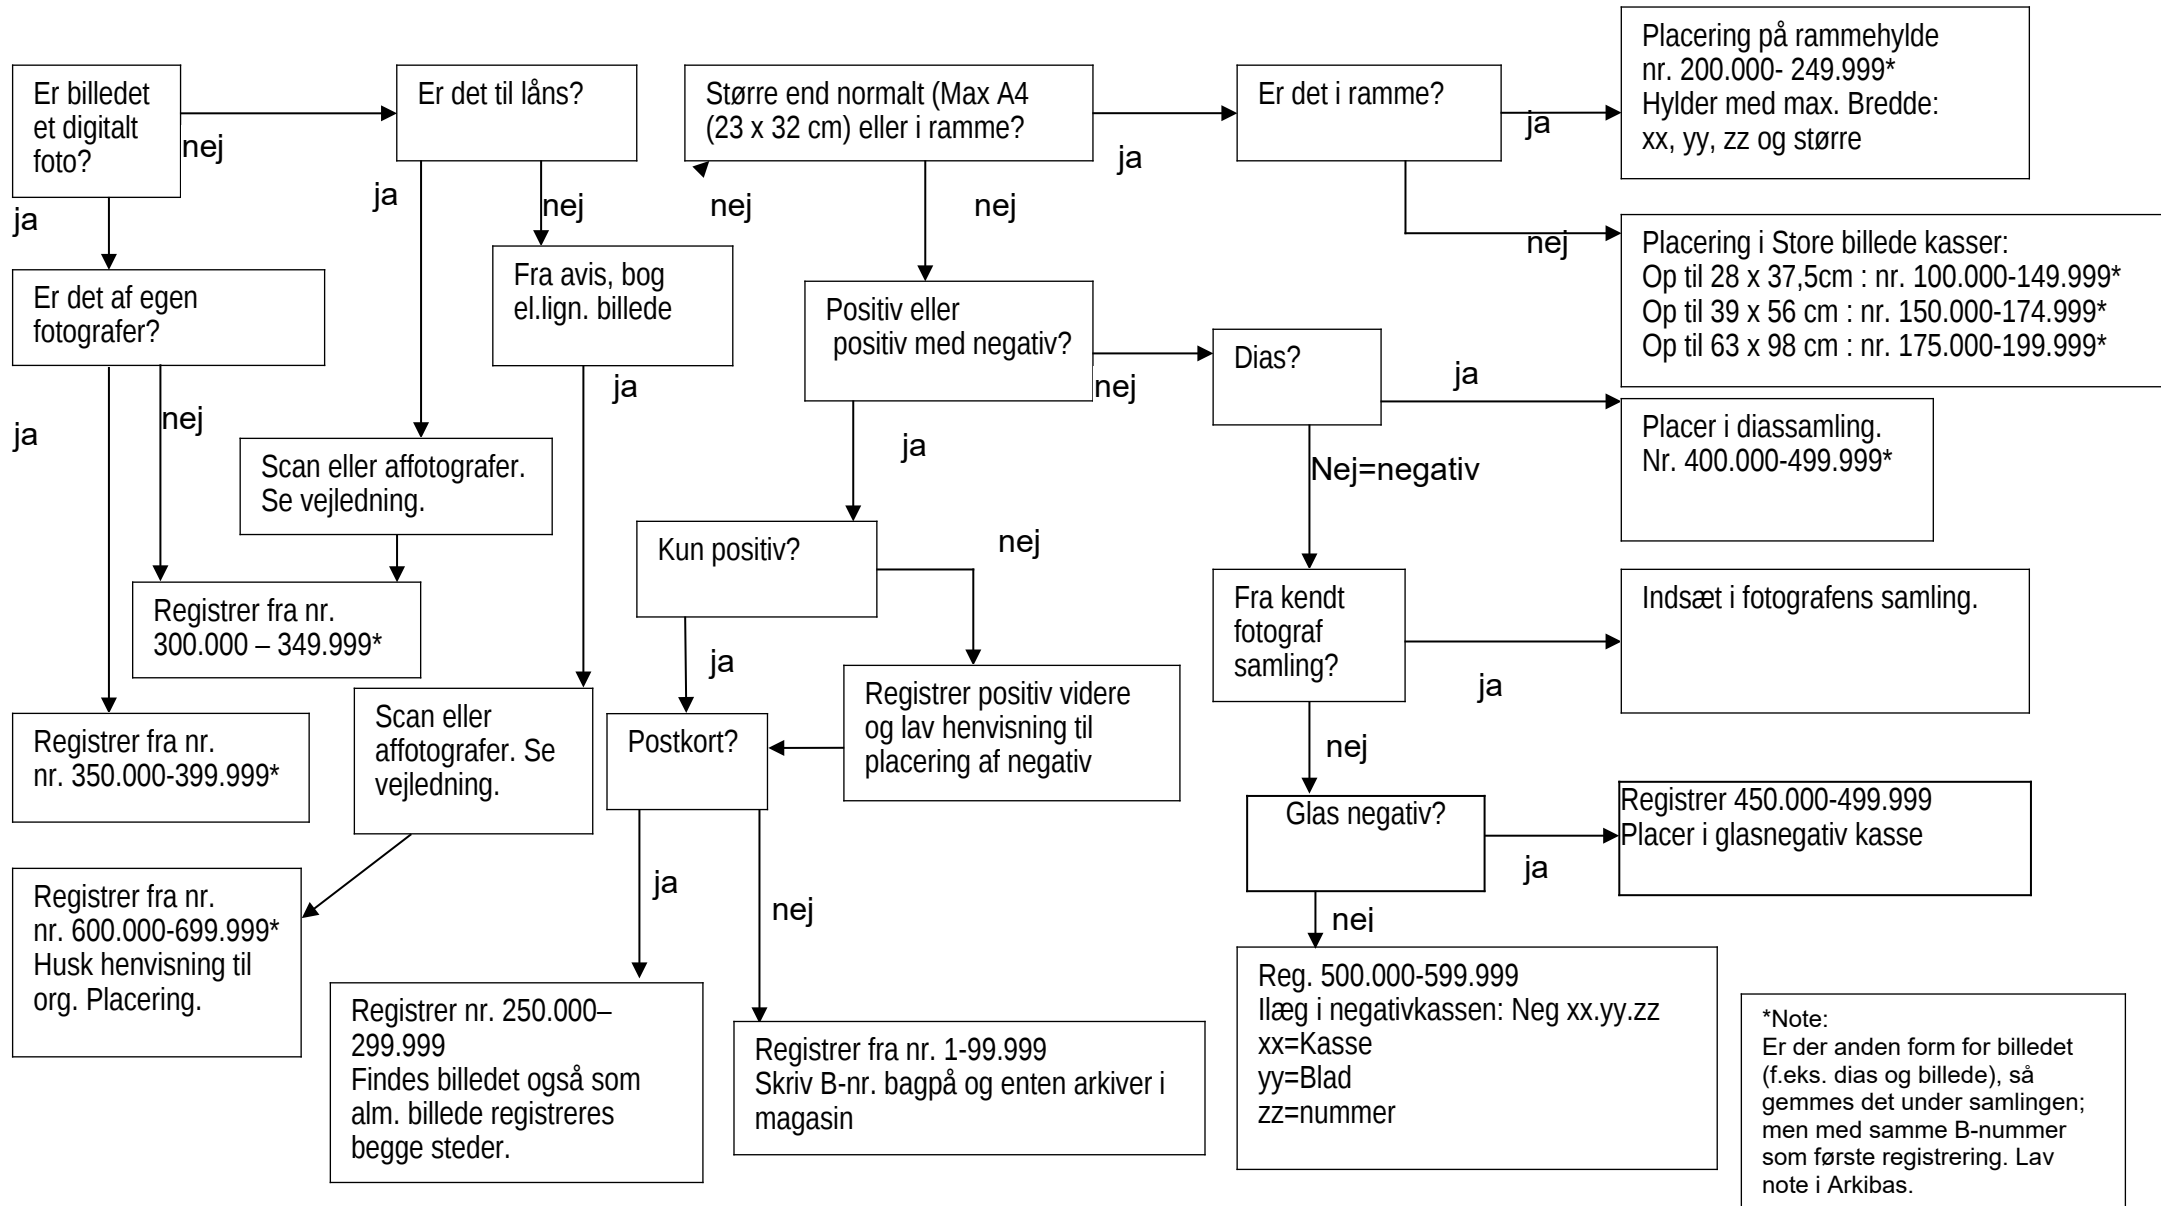 Er billedet
et digitalt
foto?
nej
ja
Er det til låns?
ja
nej
Større end normalt (Max A4
(23 x 32 cm) eller i ramme?
nej
nej
ja
Er det i ramme?
ja
nej
Placering på rammehylde
nr. 200.000- 249.999*
Hylder med max. Bredde:
xx, yy, zz og større
Placering i Store billede kasser:
Op til 28 x 37,5cm : nr. 100.000-149.999*
Op til 39 x 56 cm : nr. 150.000-174.999*
Op til 63 x 98 cm : nr. 175.000-199.999*
Er det af egen
fotografer?
ja
nej
Fra avis, bog
el.lign. billede
ja
Positiv eller
positiv med negativ?
nej
ja
Dias?
ja
Nej=negativ
Placer i diassamling.
Nr. 400.000-499.999*
Scan eller affotografer.
Se vejledning.
Registrer fra nr.
300.000 – 349.999*
Kun positiv?
nej
ja
Fra kendt
fotograf
samling?
ja
nej
Indsæt i fotografens samling.
Registrer fra nr.
nr. 350.000-399.999*
Scan eller
affotografer. Se
vejledning.
Postkort?
ja
nej
Registrer positiv videre
og lav henvisning til
placering af negativ
Glas negativ?
ja
nej
Registrer 450.000-499.999
Placer i glasnegativ kasse
Registrer fra nr.
nr. 600.000-699.999*
Husk henvisning til
org. Placering.
Registrer nr. 250.000–
299.999
Findes billedet også som
alm. billede registreres
begge steder.
Registrer fra nr. 1-99.999
Skriv B-nr. bagpå og enten arkiver i
magasin
Reg. 500.000-599.999
Ilæg i negativkassen: Neg xx.yy.zz
xx=Kasse
yy=Blad
zz=nummer
*Note:
Er der anden form for billedet
(f.eks. dias og billede), så
gemmes det under samlingen;
men med samme B-nummer
som første registrering. Lav
note i Arkibas.